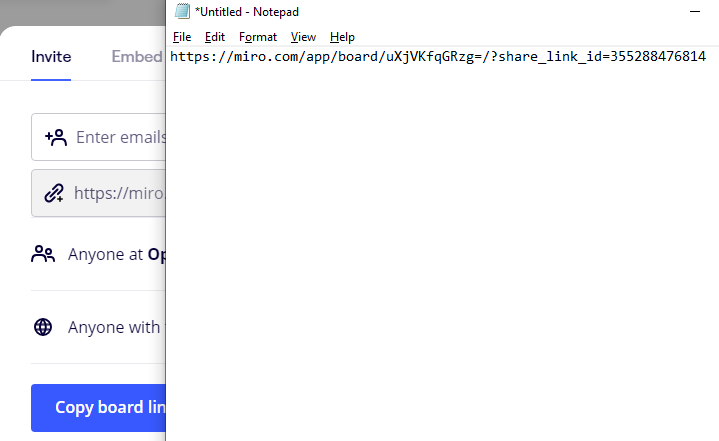 *Untitled - Notepad
File Edit Format View Help
https://miro.com/app/board/uXjVKfqGRzg=/?share_link_id=355288476814
Invite Embed
Enter emails
https://miro.
Anyone at Op
Anyone with
Copy board lin